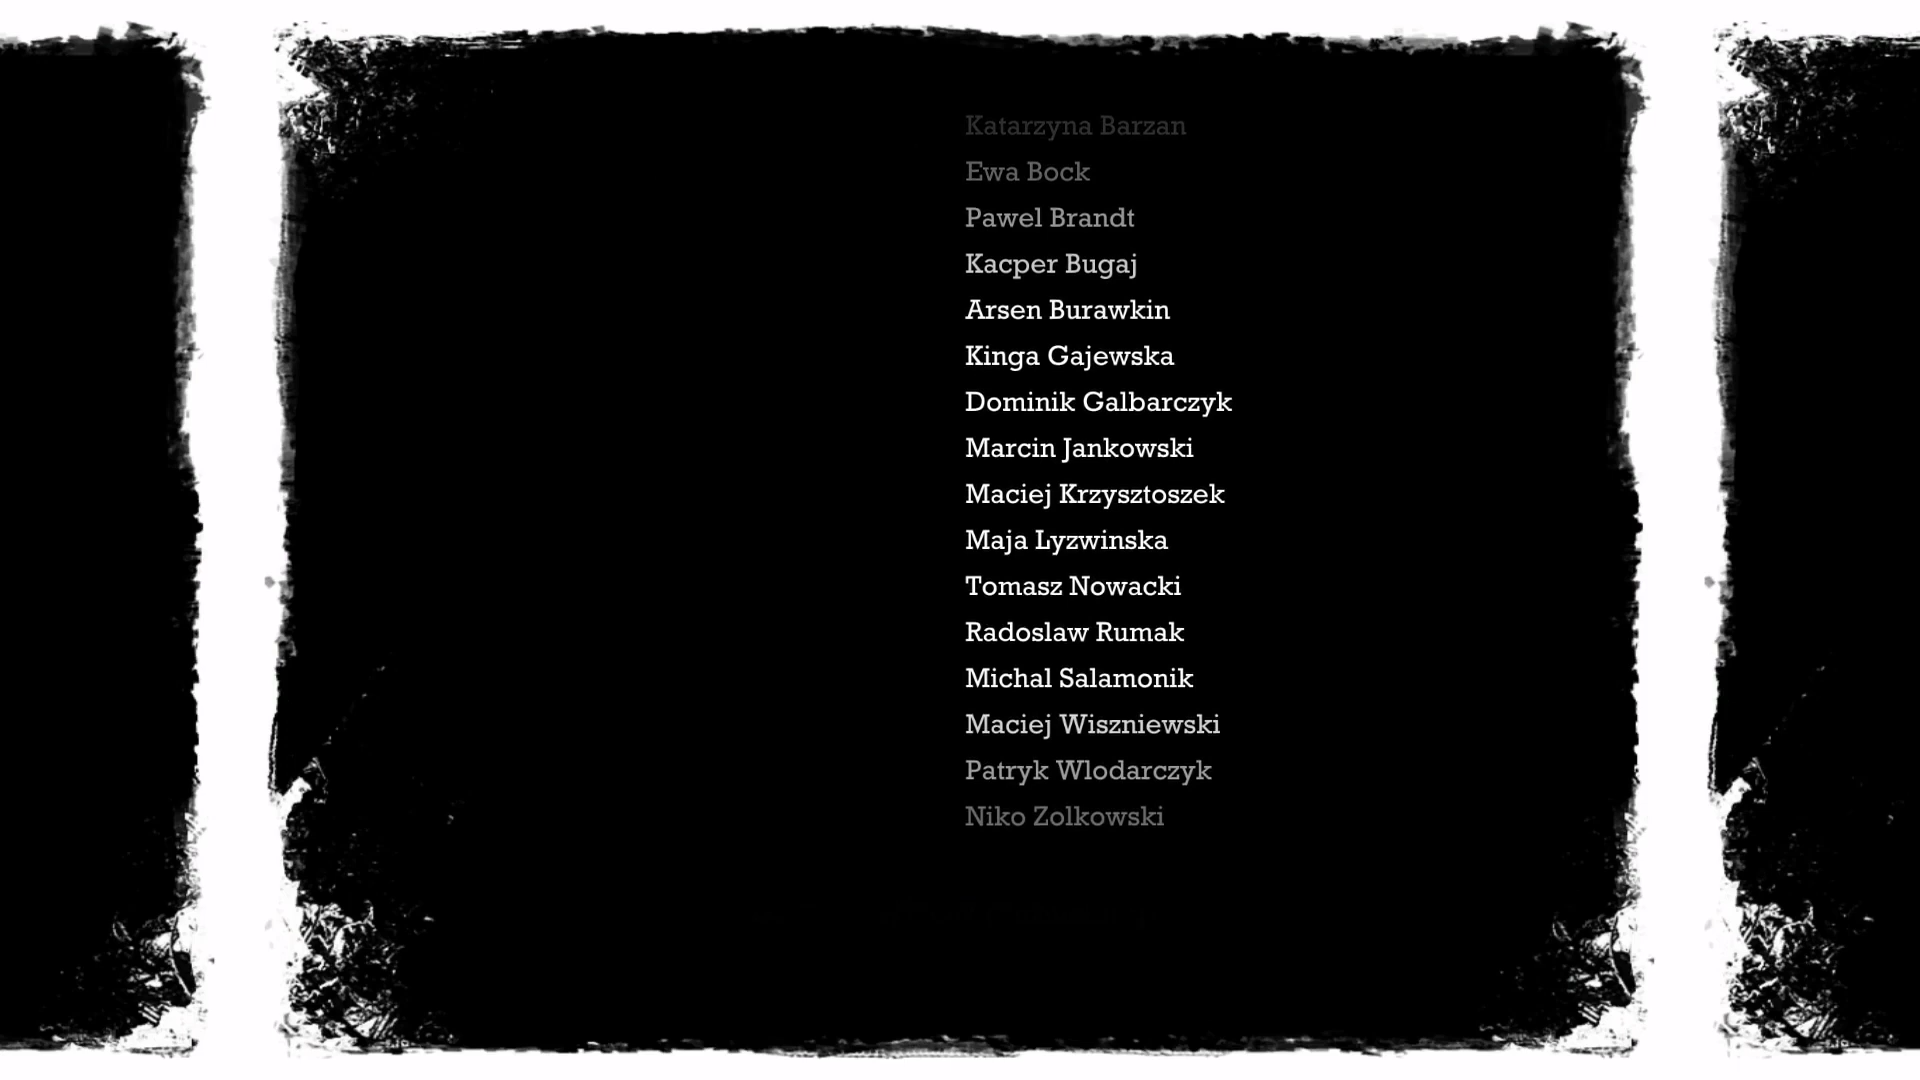 Katarzyna Barzan
Ewa Bock
Pawel Brandt
Kacper Bugaj
Arsen Burawkin
Kinga Gajewska
Dominik Galbarczyk
Marcin Jankowski
Maciej Krzysztoszek
Maja Lyzwinska
Tomasz Nowacki
Radoslaw Rumak
Michal Salamonik
Maciej Wiszniewski
Patryk Wlodarczyk
Niko Zolkowski